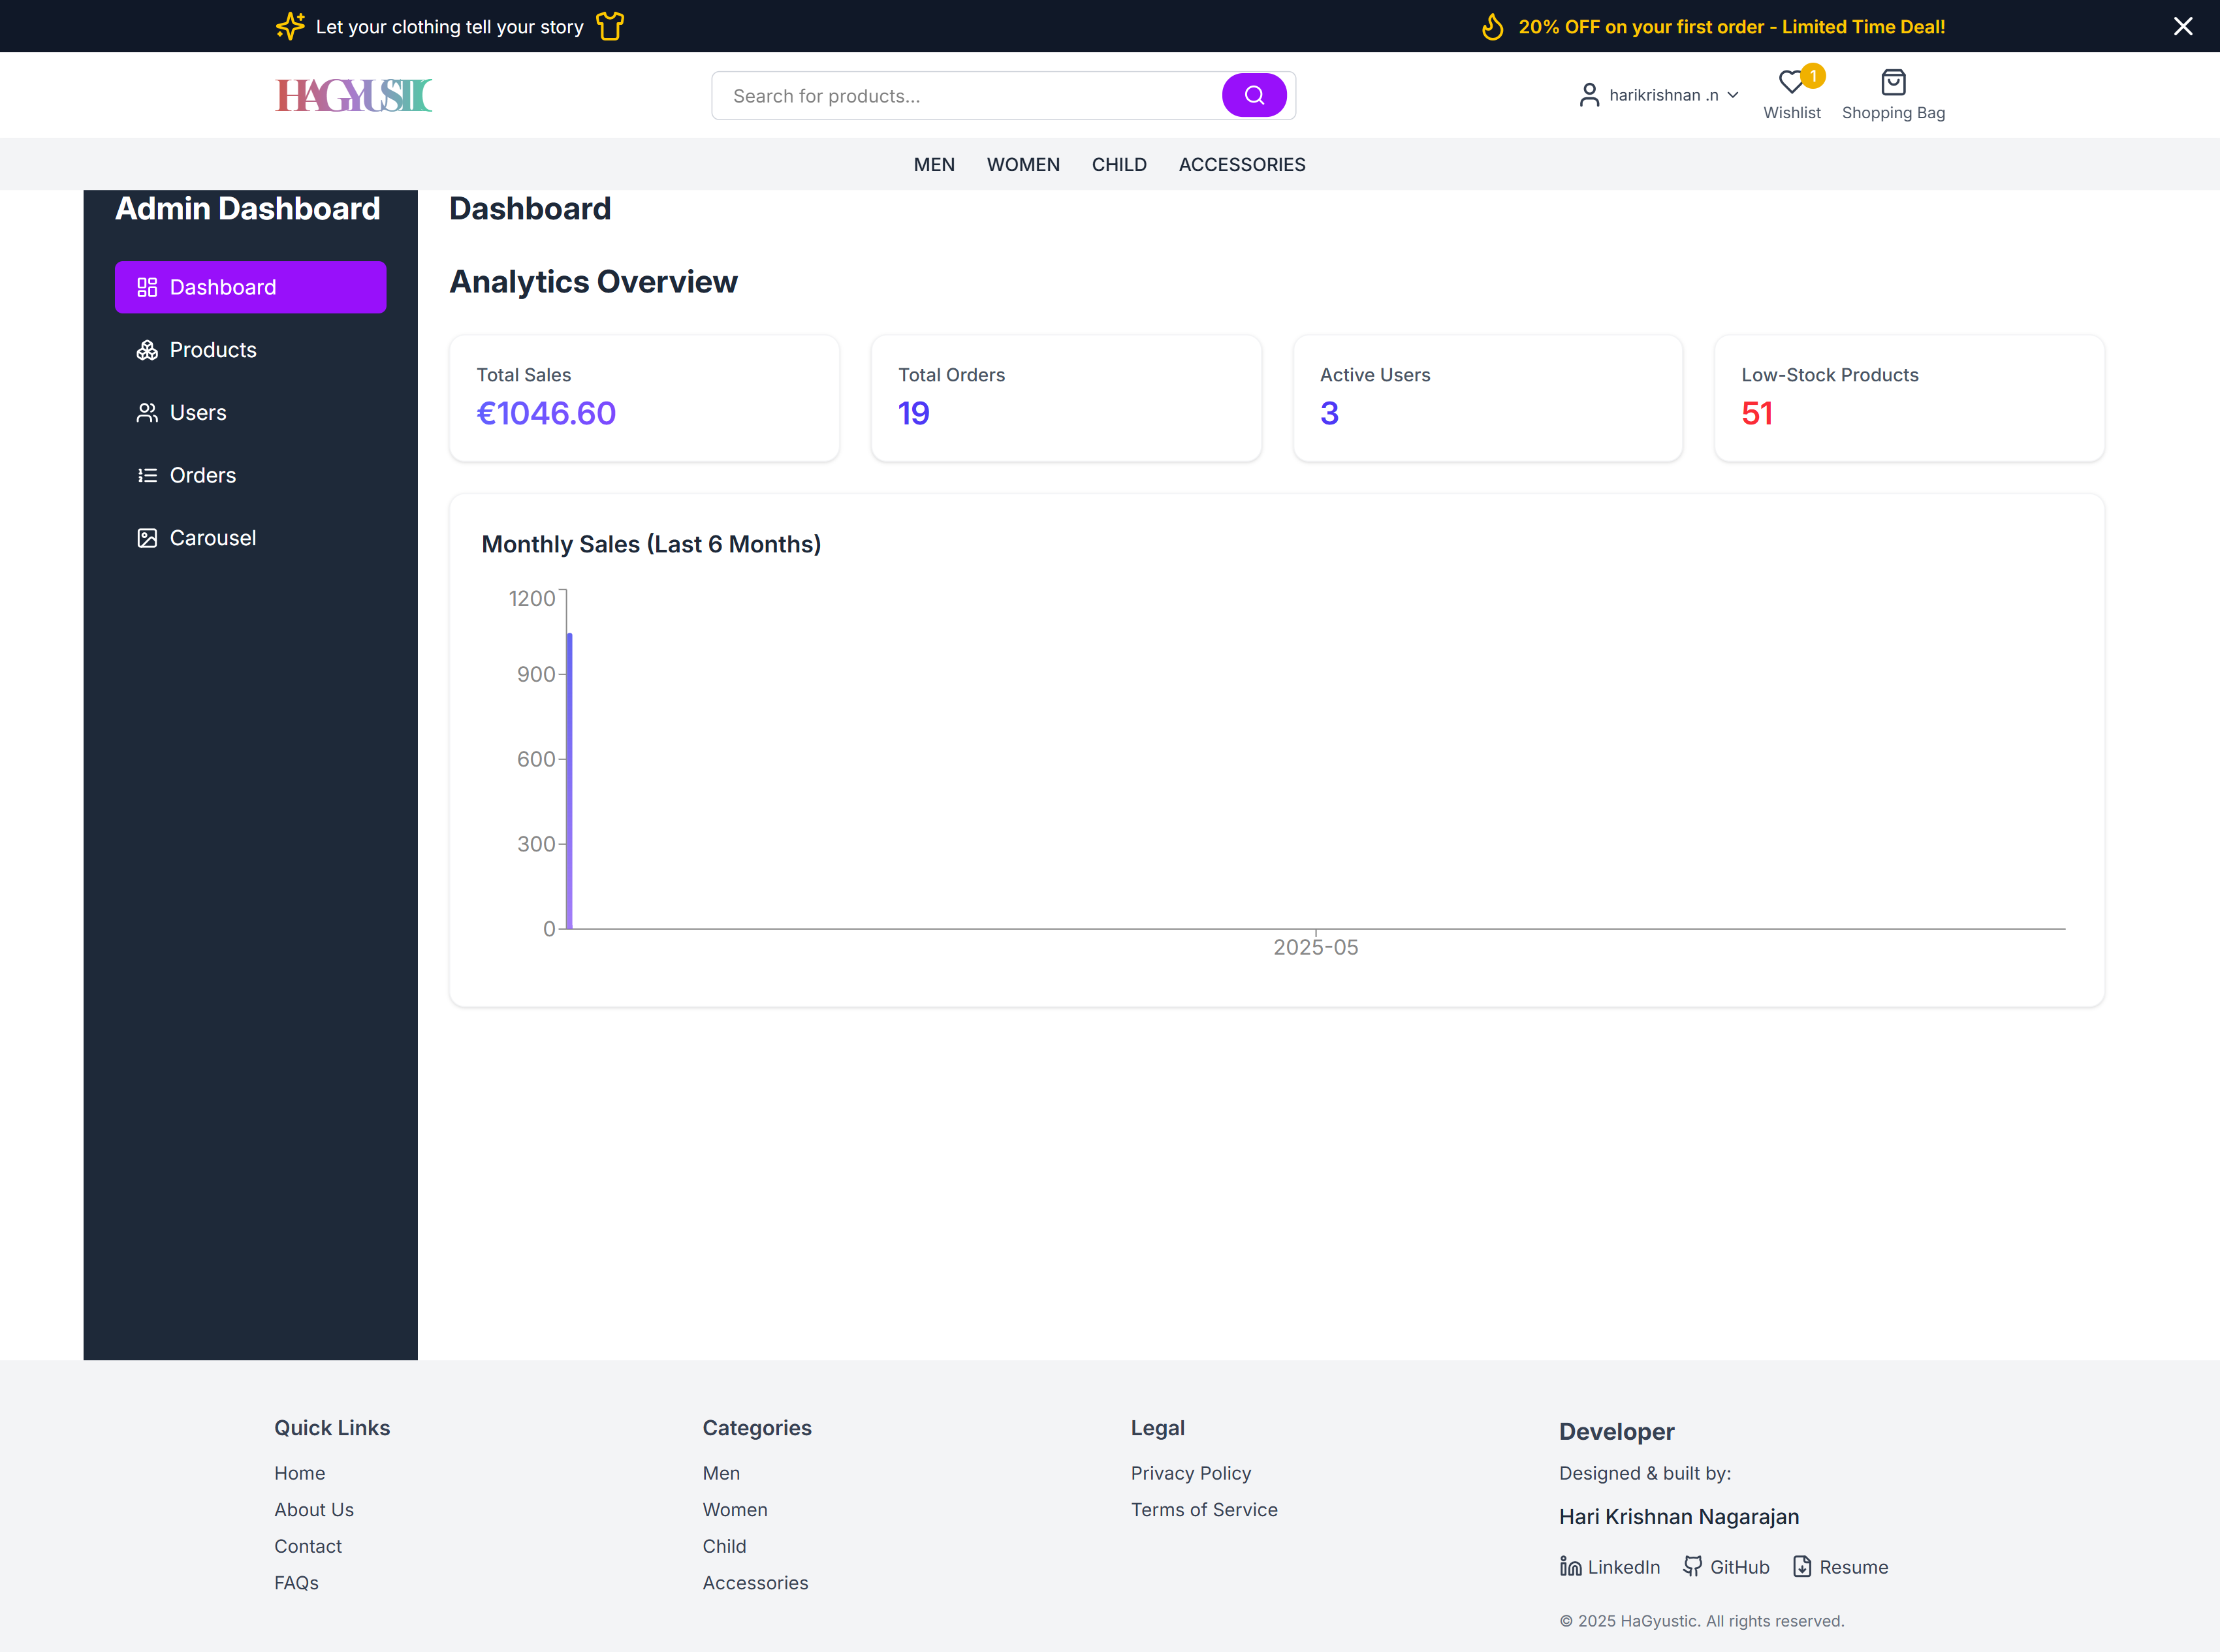 Let your clothing tell your story
20% OFF on your first order - Limited Time Deal!
HAGYUSTIC
Search for products...
harikrishnan .n
1
Wishlist
Shopping Bag
MEN
WOMEN
CHILD
ACCESSORIES
Admin Dashboard
Dashboard
Products
Users
Orders
Carousel
Dashboard
Analytics Overview
Total Sales
€1046.60
Total Orders
19
Active Users
3
Low-Stock Products
51
Monthly Sales (Last 6 Months)
1200
900
600
300
0
2025-05
Quick Links
Home
About Us
Contact
FAQs
Categories
Men
Women
Child
Accessories
Legal
Privacy Policy
Terms of Service
Developer
Designed & built by:
Hari Krishnan Nagarajan
LinkedIn
GitHub
Resume
© 2025 HaGyustic. All rights reserved.